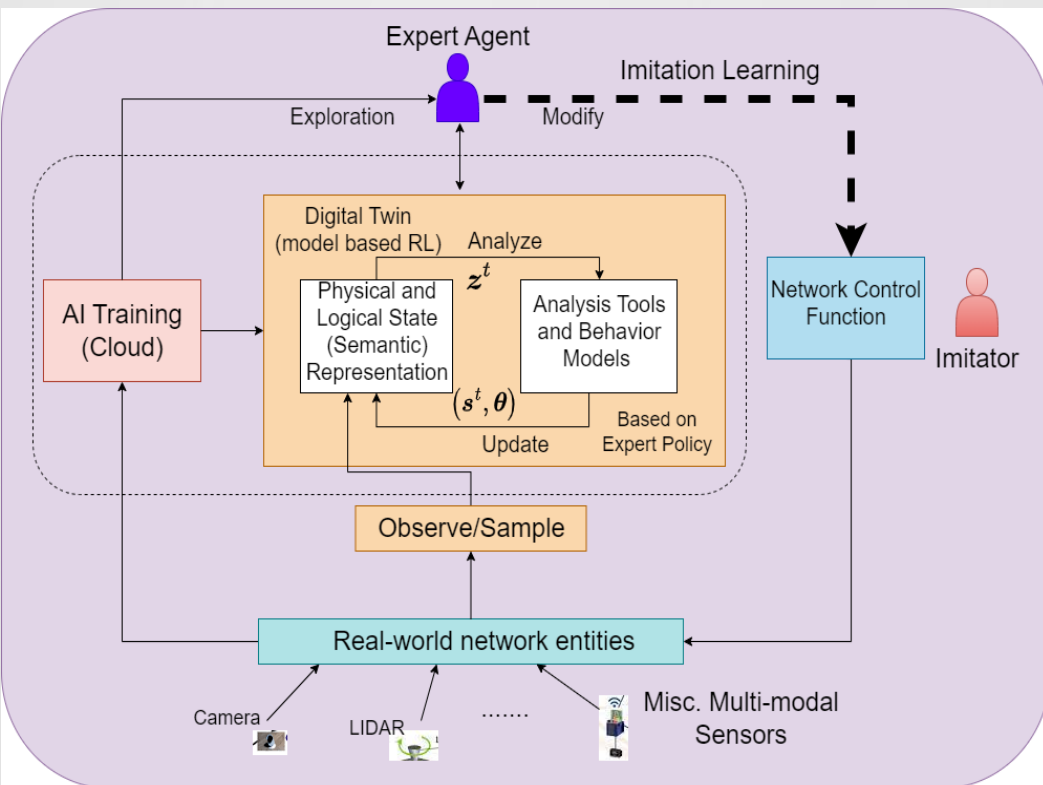 Expert Agent
Imitation Learning
Exploration
Modify
Digital Twin
(model based RL)
Analyze
z^t
AI Training
(Cloud)
Physical and
Logical State
(Semantic)
Representation
Analysis Tools
and Behavior
Models
Network Control
Function
Imitator
(s^t, θ)
Update
Based on
Expert Policy
Observe/Sample
Real-world network entities
Camera
LIDAR
.......
Misc. Multi-modal
Sensors